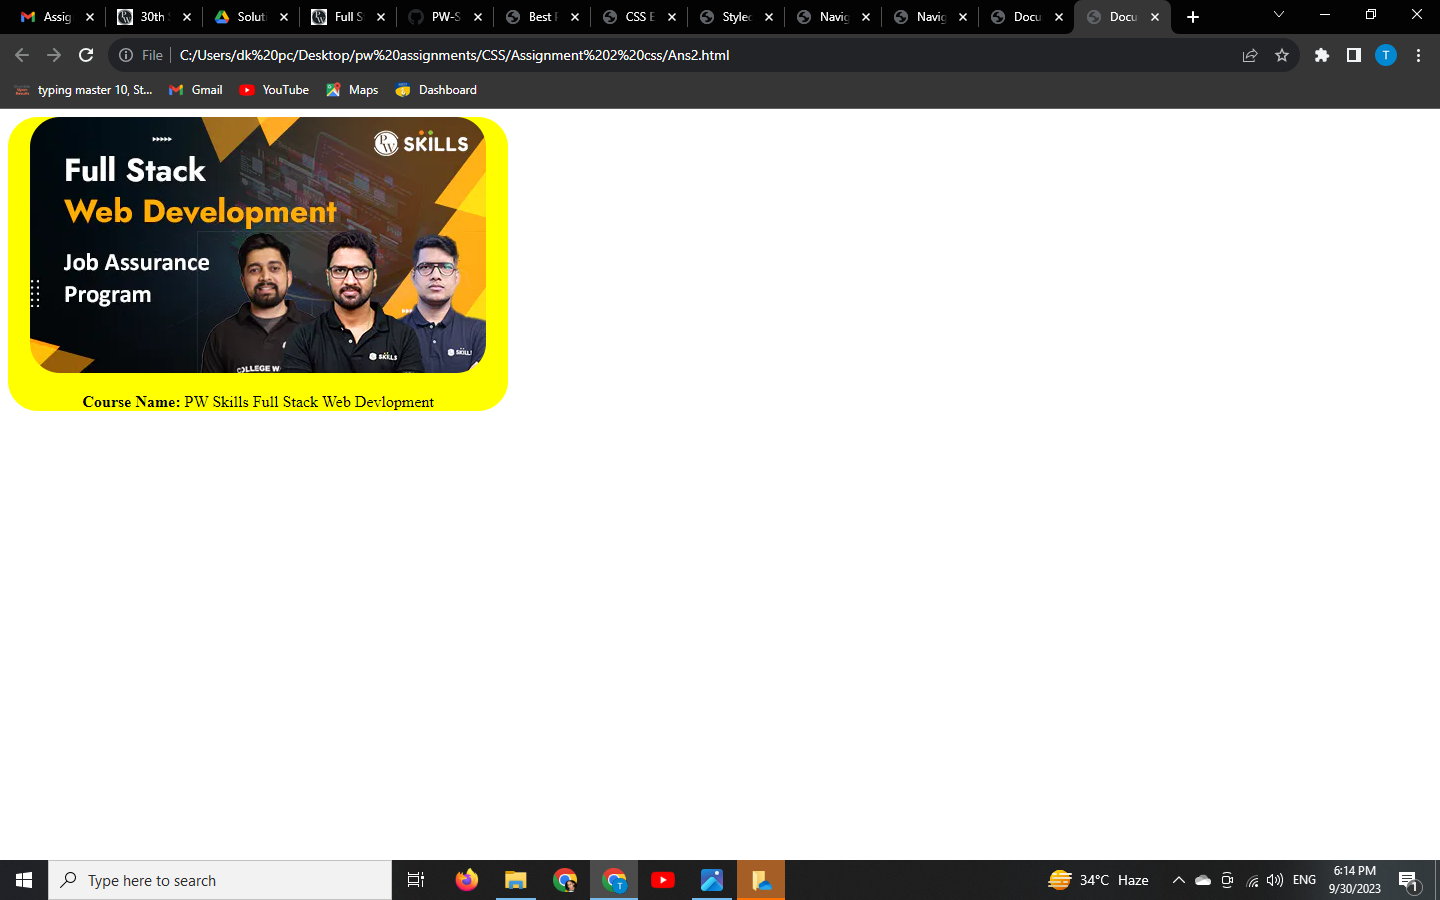 Assig
30th
Soluti
Full S
PW-S
Best
CSS E
Styled
Navig
Navig
Docu
Docu
File
C:/Users/dk%20pc/Desktop/pw%20assignments/CSS/Assignment%202%20css/Ans2.html
T
typing master 10, St...
Gmail
YouTube
Maps
Dashboard
PW SKILLS
Full Stack
Web Development
Job Assurance
Program
SKILLS
SKILLS
COLLEGE W
Course Name: PW Skills Full Stack Web Devlopment
Type here to search
T
34°C Haze
ENG
6:14 PM
9/30/2023
1